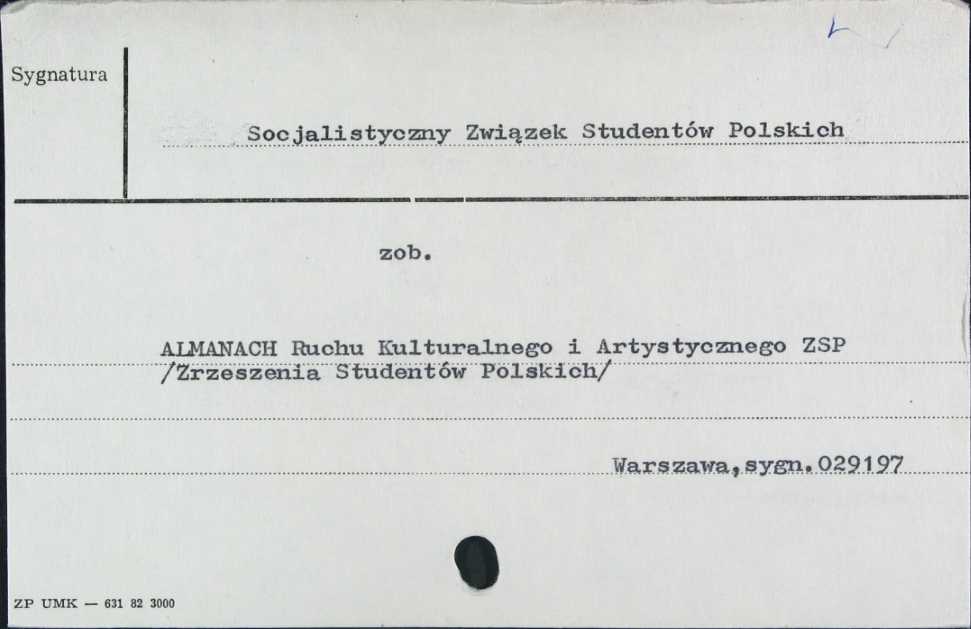 Sygnatura
Socjalistyczny Związek Studentów Polskich
zob.
ALMANACH Ruchu Kulturalnego i Artystycznego ZSP
/Zrzeszenia Studentów Polskich/
Warszawa,sygn.029197
ZP UMK — 631 82 3000